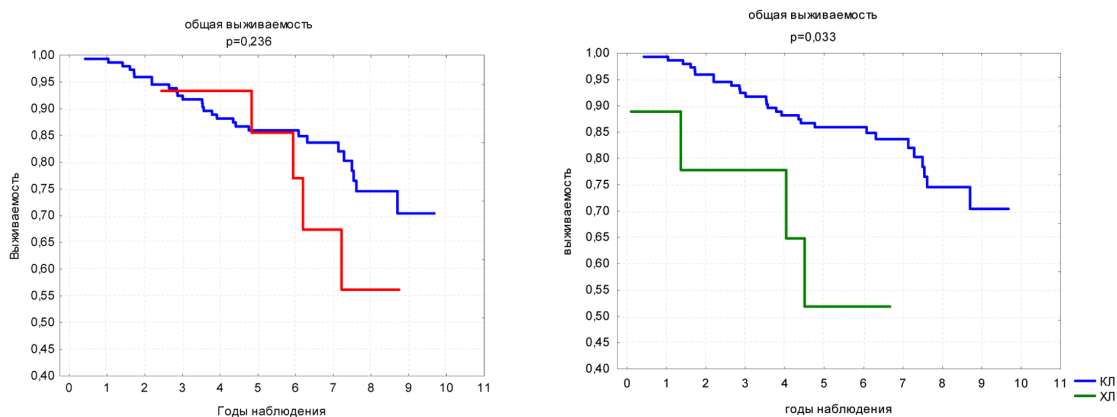 общая выживаемость
p=0,236
1,00
0,95
0,90
0,85
0,80
0,75
0,70
0,65
0,60
0,55
0,50
0,45
0,40
Выживаемость
0 1 2 3 4 5 6 7 8 9 10 11
Годы наблюдения
общая выживаемость
p=0,033
1,00
0,95
0,90
0,85
0,80
0,75
0,70
0,65
0,60
0,55
0,50
0,45
0,40
выживаемость
0 1 2 3 4 5 6 7 8 9 10 11
годы наблюдения
КЛ
ХЛ